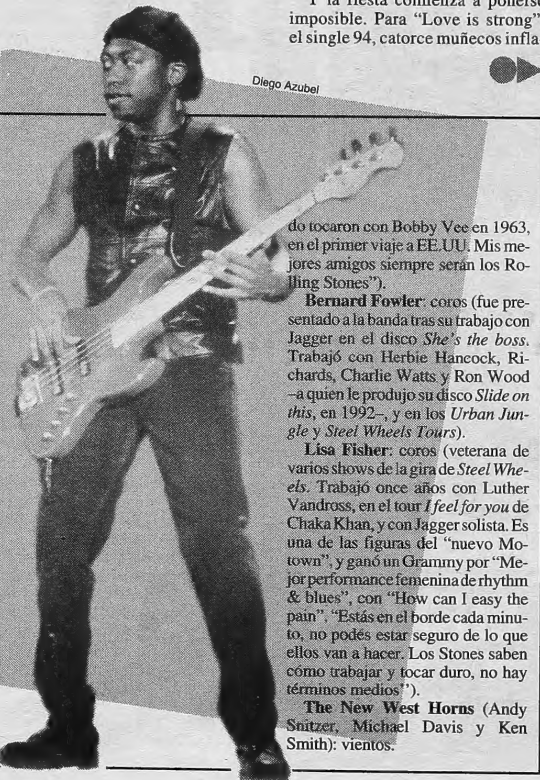 Y la fiesta comienza a ponerse
imposible. Para "Love is strong"
el single 94, catorce muñecos infla
Diego Azubel
do tocaron con Bobby Vee en 1963,
en el primer viaje a EE.UU. Mis me-
jores amigos siempre serán los Ro-
lling Stones").
Bernard Fowler: coros (fue pre-
sentado a la banda tras su trabajo con
Jagger en el disco She's the boss.
Trabajó con Herbie Hancock, Ri-
chards, Charlie Watts y Ron Wood
–a quien le produjo su disco Slide on
this, en 1992–, y en los Urban Jun-
gle y Steel Wheels Tours).
Lisa Fisher: coros (veterana de
varios shows de la gira de Steel Whe-
els. Trabajó once años con Luther
Vandross, en el tour I feel for you de
Chaka Khan, y con Jagger solista. Es
una de las figuras del "nuevo Mo-
town", y ganó un Grammy por "Me-
jor performance femenina de rhythm
& blues", con "How can I easy the
pain". "Estás en el borde cada minu-
to, no podés estar seguro de lo que
ellos van a hacer. Los Stones saben
cómo trabajar y tocar duro, no hay
términos medios").
The New West Horns (Andy
Snitzer, Michael Davis y Ken
Smith): vientos.